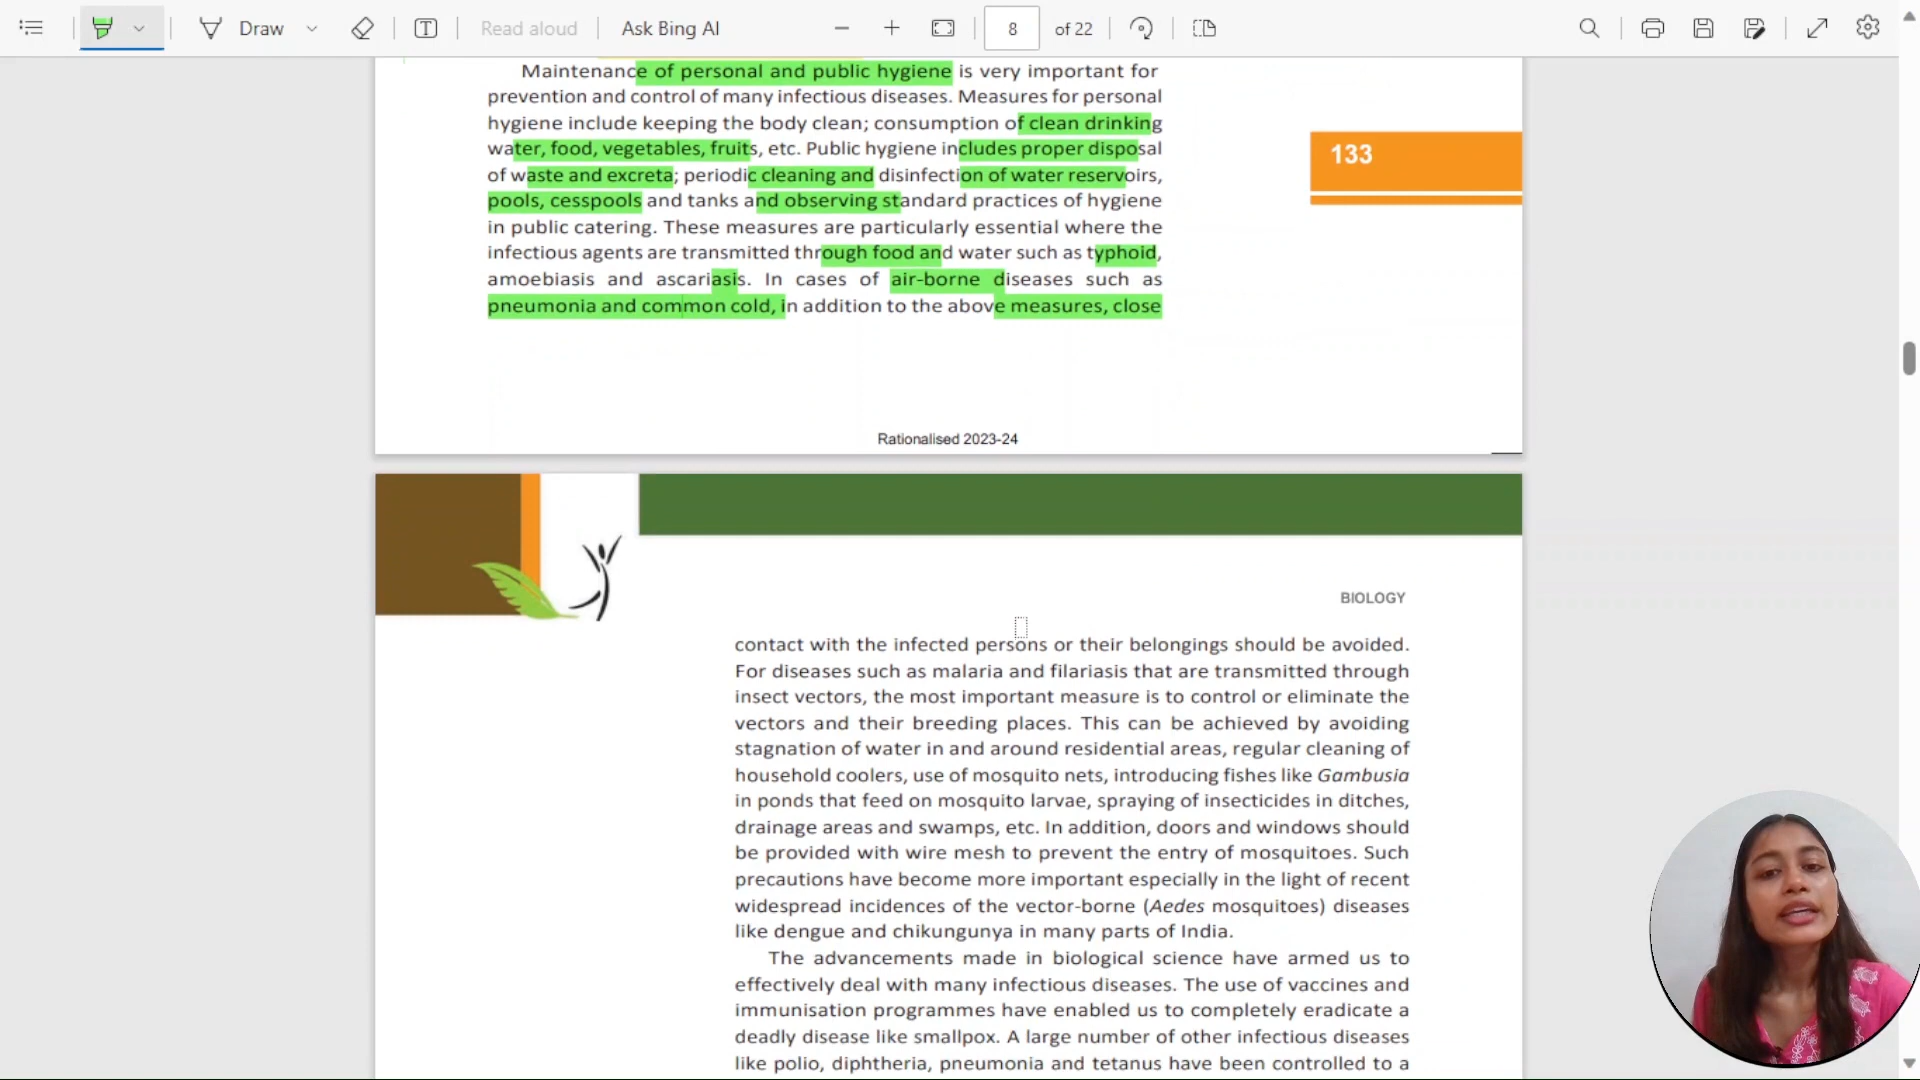 Draw
Read aloud
Ask Bing AI
8 of 22
Maintenance of personal and public hygiene is very important for
prevention and control of many infectious diseases. Measures for personal
hygiene include keeping the body clean; consumption of clean drinking
water, food, vegetables, fruits, etc. Public hygiene includes proper disposal
of waste and excreta; periodic cleaning and disinfection of water reservoirs,
pools, cesspools and tanks and observing standard practices of hygiene
in public catering. These measures are particularly essential where the
infectious agents are transmitted through food and water such as typhoid,
amoebiasis and ascariasis. In cases of air-borne diseases such as
pneumonia and common cold, in addition to the above measures, close
133
Rationalised 2023-24
BIOLOGY
contact with the infected persons or their belongings should be avoided.
For diseases such as malaria and filariasis that are transmitted through
insect vectors, the most important measure is to control or eliminate the
vectors and their breeding places. This can be achieved by avoiding
stagnation of water in and around residential areas, regular cleaning of
household coolers, use of mosquito nets, introducing fishes like Gambusia
in ponds that feed on mosquito larvae, spraying of insecticides in ditches,
drainage areas and swamps, etc. In addition, doors and windows should
be provided with wire mesh to prevent the entry of mosquitoes. Such
precautions have become more important especially in the light of recent
widespread incidences of the vector-borne (Aedes mosquitoes) diseases
like dengue and chikungunya in many parts of India.
The advancements made in biological science have armed us to
effectively deal with many infectious diseases. The use of vaccines and
immunisation programmes have enabled us to completely eradicate a
deadly disease like smallpox. A large number of other infectious diseases
like polio, diphtheria, pneumonia and tetanus have been controlled to a